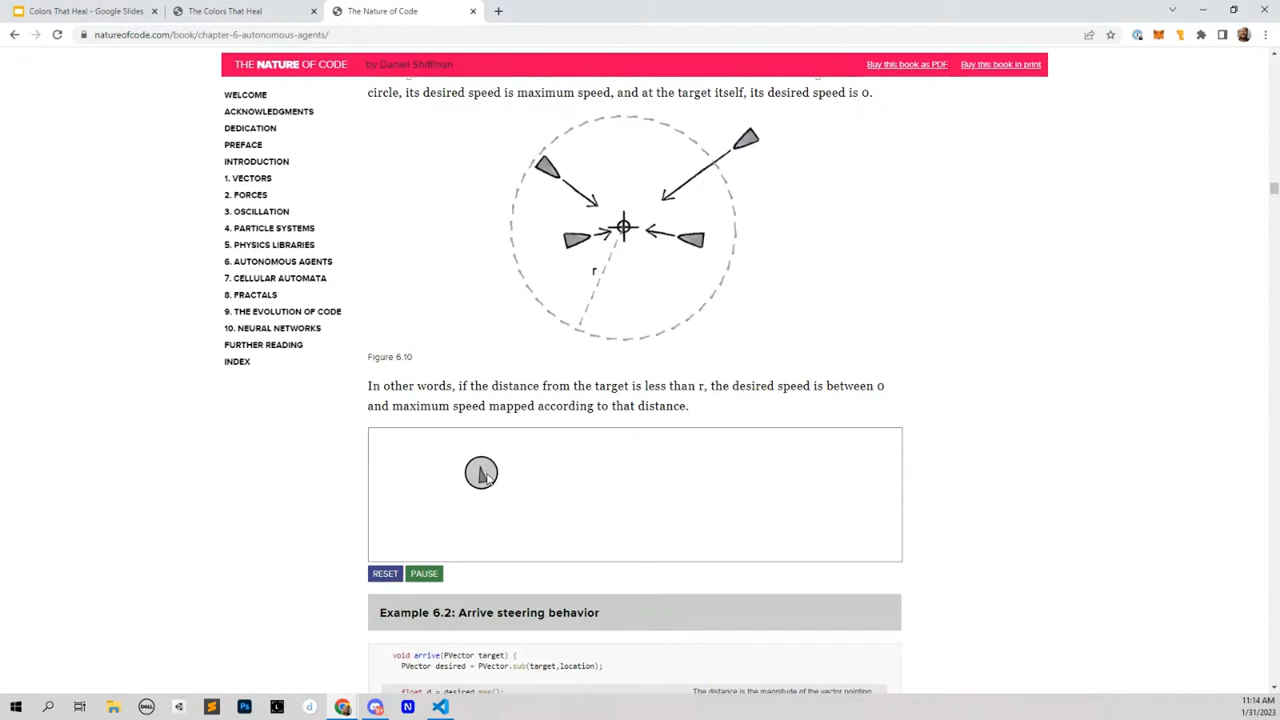 Colors That Heal - Google Slides
The Colors That Heal
The Nature of Code
natureofcode.com/book/chapter-6-autonomous-agents/
THE NATURE OF CODE by Daniel Shiffman Buy this book as PDF Buy this book in print
WELCOME
ACKNOWLEDGMENTS
DEDICATION
PREFACE
INTRODUCTION
1. VECTORS
2. FORCES
3. OSCILLATION
4. PARTICLE SYSTEMS
5. PHYSICS LIBRARIES
6. AUTONOMOUS AGENTS
7. CELLULAR AUTOMATA
8. FRACTALS
9. THE EVOLUTION OF CODE
10. NEURAL NETWORKS
FURTHER READING
INDEX
circle, its desired speed is maximum speed, and at the target itself, its desired speed is 0.
r
Figure 6.10
In other words, if the distance from the target is less than r, the desired speed is between 0
and maximum speed mapped according to that distance.
RESET PAUSE
Example 6.2: Arrive steering behavior
void arrive(PVector target) {
PVector desired = PVector.sub(target,location);
float d = desired.mag(); The distance is the magnitude of the vector pointing
11:14 AM
1/31/2023